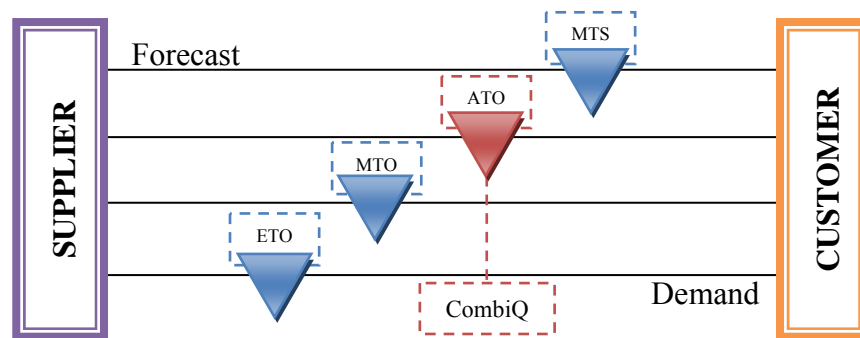 SUPPLIER
Forecast
MTS
ATO
MTO
ETO
CombiQ
Demand
CUSTOMER